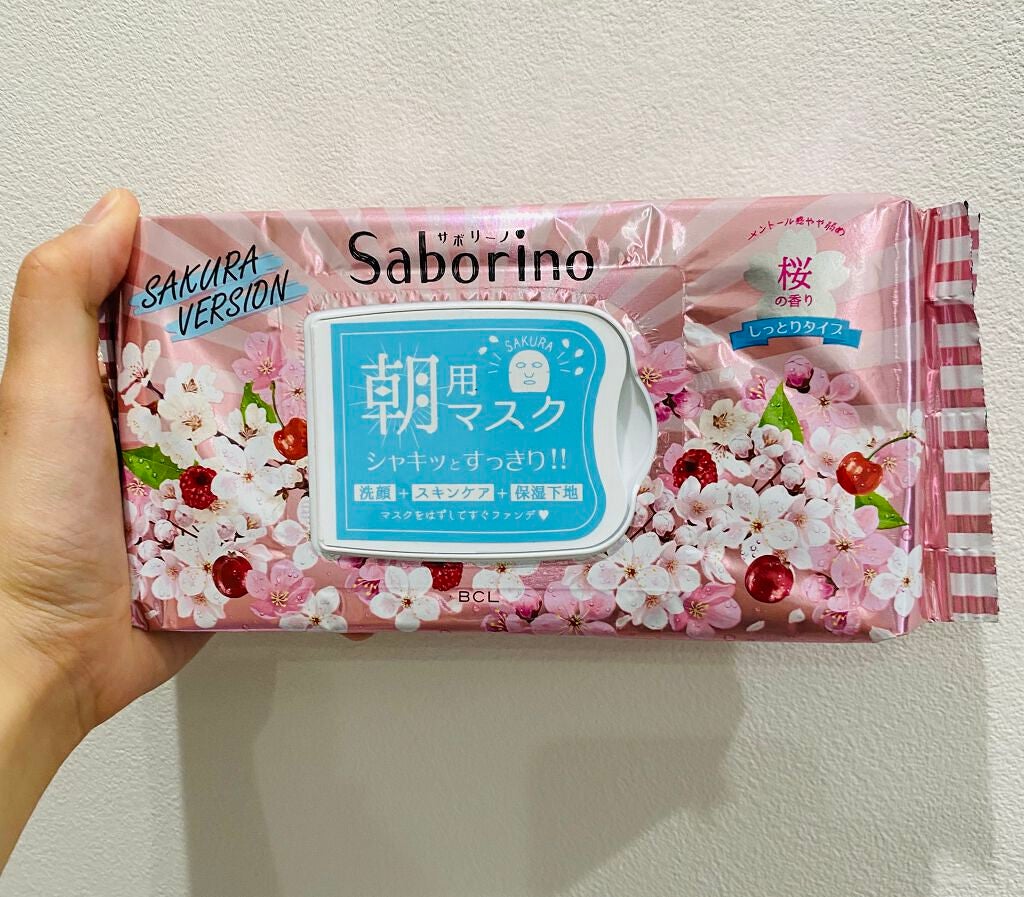 SAKURA
VERSION
サボリーノ
Saborino
メントール感やや弱め
桜
の香り
しっとりタイプ
SAKURA
朝用
マスク
シャキッとすっきり!!
洗顔+スキンケア+保湿下地
マスクをはずしてすぐファンデ♥
BCL